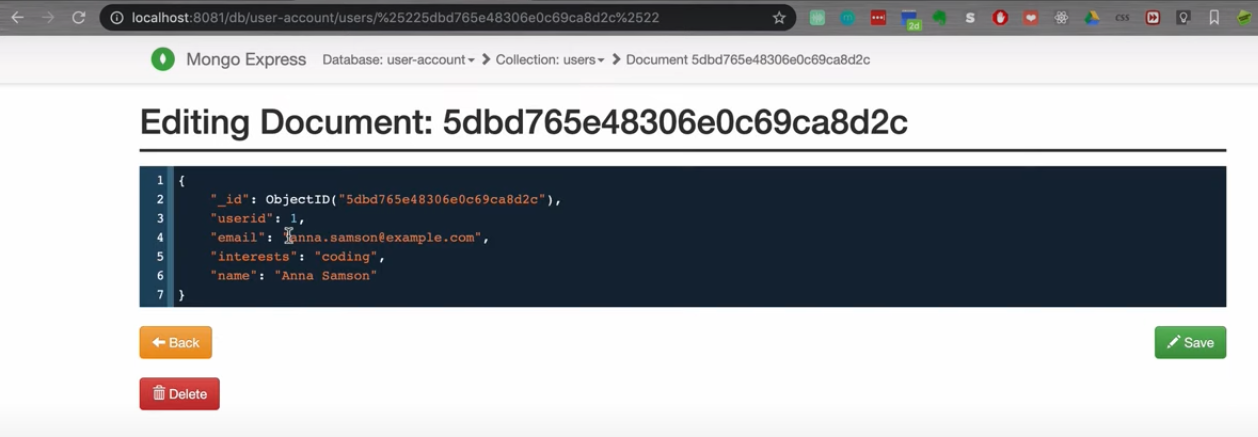 localhost:8081/db/user-account/users/%25225dbd765e48306e0c69ca8d2c%2522
2d
S
CSS
Mongo Express Database: user-account Collection: users Document 5dbd765e48306e0c69ca8d2c
Editing Document: 5dbd765e48306e0c69ca8d2c
1 {
2 "_id": ObjectID("5dbd765e48306e0c69ca8d2c"),
3 "userid": 1,
4 "email": "anna.samson@example.com",
5 "interests": "coding",
6 "name": "Anna Samson"
7 }
Back
Save
Delete